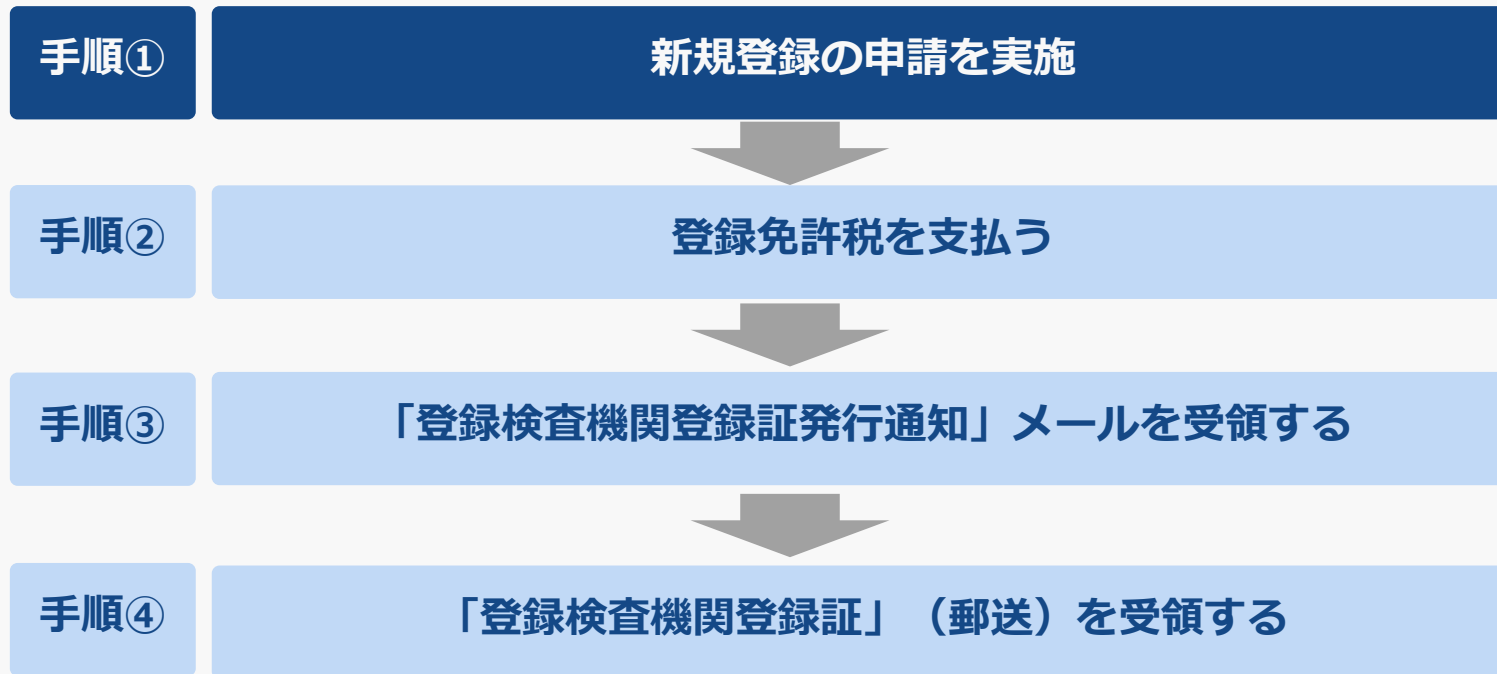 手順①
新規登録の申請を実施
手順②
登録免許税を支払う
手順③
「登録検査機関登録証発行通知」メールを受領する
手順④
「登録検査機関登録証」（郵送）を受領する